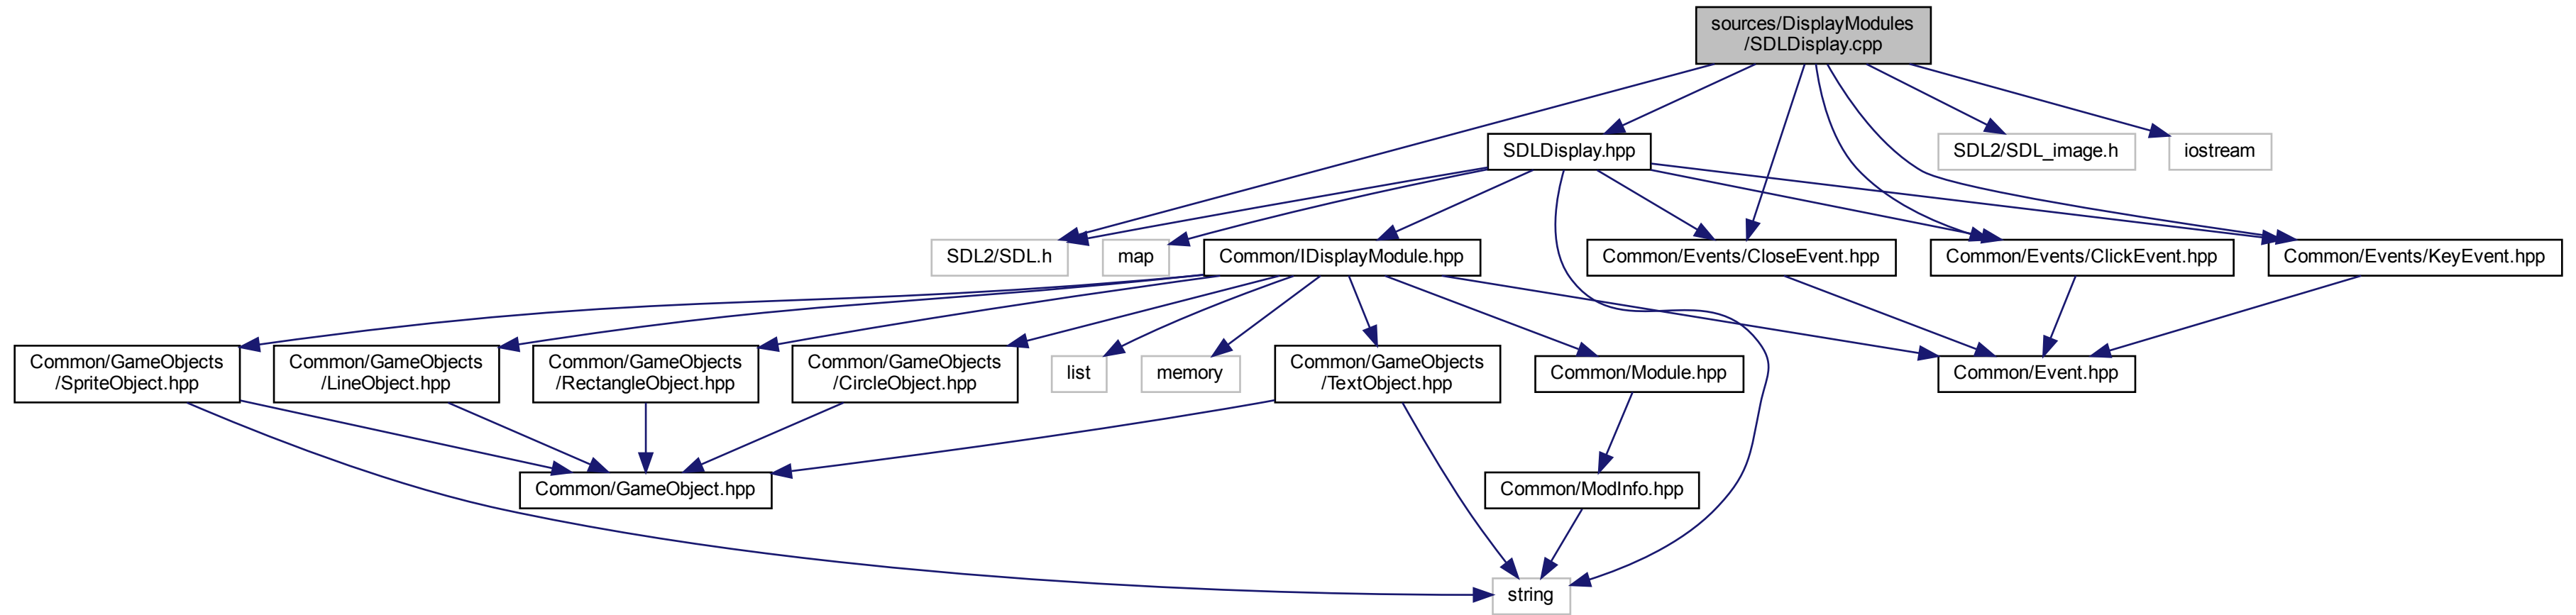 sources/DisplayModules
/SDLDisplay.cpp
SDLDisplay.hpp
SDL2/SDL_image.h
iostream
SDL2/SDL.h
map
Common/IDisplayModule.hpp
Common/Events/CloseEvent.hpp
Common/Events/ClickEvent.hpp
Common/Events/KeyEvent.hpp
Common/GameObjects
/SpriteObject.hpp
Common/GameObjects
/LineObject.hpp
Common/GameObjects
/RectangleObject.hpp
Common/GameObjects
/CircleObject.hpp
list
memory
Common/GameObjects
/TextObject.hpp
Common/Module.hpp
Common/Event.hpp
Common/GameObject.hpp
Common/ModInfo.hpp
string